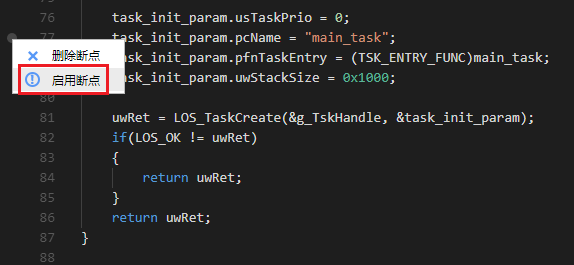 76 task_init_param.usTaskPrio = 0;
77 task_init_param.pcName = "main_task";
删除断点 task_init_param.pfnTaskEntry = (TSK_ENTRY_FUNC)main_task;
启用断点 task_init_param.uwStackSize = 0x1000;
80
81 uwRet = LOS_TaskCreate(&g_TskHandle, &task_init_param);
82 if(LOS_OK != uwRet)
83 {
84 return uwRet;
85 }
86 return uwRet;
87 }
88